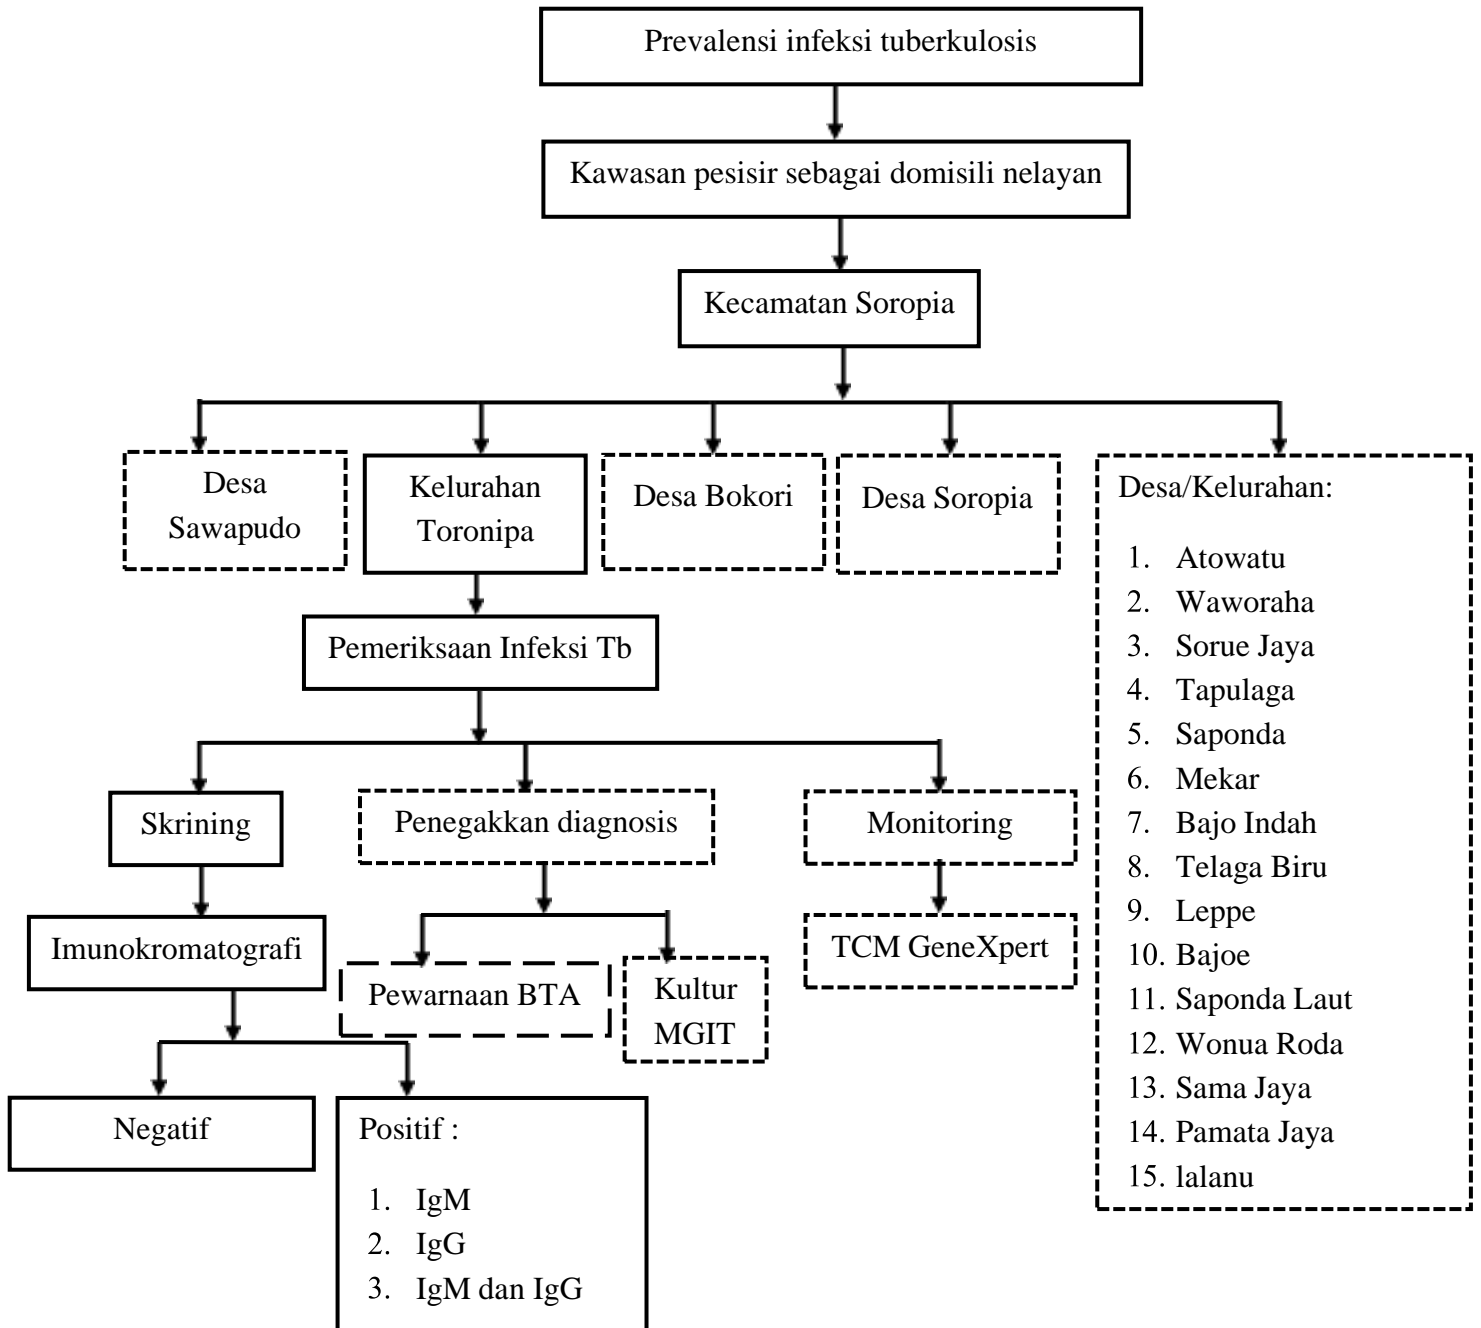 Prevalensi infeksi tuberkulosis
Kawasan pesisir sebagai domisili nelayan
Kecamatan Soropia
Desa
Sawapudo
Kelurahan
Toronipa
Desa Bokori
Desa Soropia
Desa/Kelurahan:
1. Atowatu
2. Waworaha
3. Sorue Jaya
4. Tapulaga
5. Saponda
6. Mekar
7. Bajo Indah
8. Telaga Biru
9. Leppe
10. Bajoe
11. Saponda Laut
12. Wonua Roda
13. Sama Jaya
14. Pamata Jaya
15. lalanu
Pemeriksaan Infeksi Tb
Skrining
Penegakkan diagnosis
Monitoring
Imunokromatografi
Pewarnaan BTA
Kultur
MGIT
TCM GeneXpert
Negatif
Positif :
1. IgM
2. IgG
3. IgM dan IgG